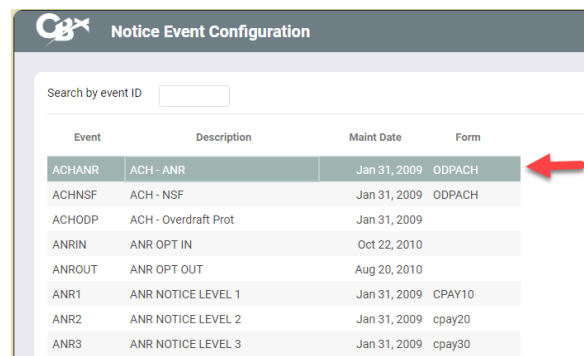 CBX Notice Event Configuration
Search by event ID
Event Description Maint Date Form
ACHANR ACH - ANR Jan 31, 2009 ODPACH
ACHNSF ACH - NSF Jan 31, 2009 ODPACH
ACHODP ACH - Overdraft Prot Jan 31, 2009
ANRIN ANR OPT IN Oct 22, 2010
ANROUT ANR OPT OUT Aug 20, 2010
ANR1 ANR NOTICE LEVEL 1 Jan 31, 2009 CPAY10
ANR2 ANR NOTICE LEVEL 2 Jan 31, 2009 cpay20
ANR3 ANR NOTICE LEVEL 3 Jan 31, 2009 cpay30